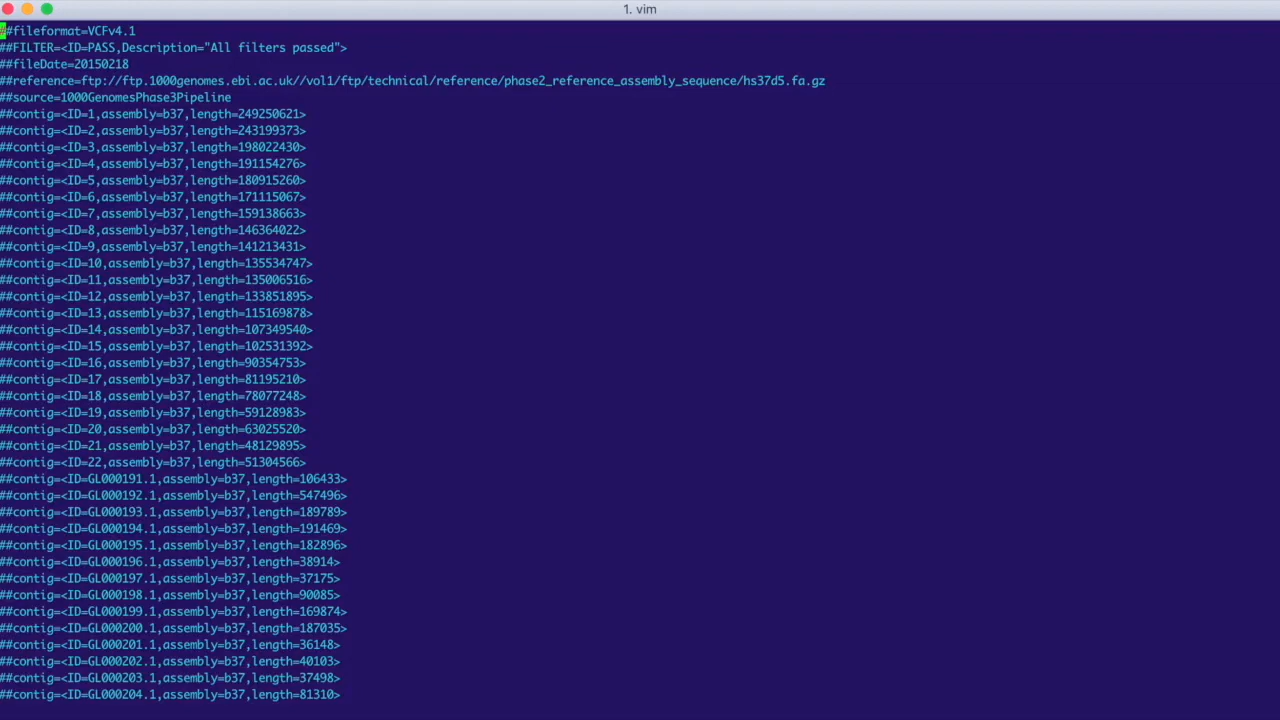 1. vim
##fileformat=VCFv4.1
##FILTER=<ID=PASS,Description="All filters passed">
##fileDate=20150218
##reference=ftp://ftp.1000genomes.ebi.ac.uk//vol1/ftp/technical/reference/phase2_reference_assembly_sequence/hs37d5.fa.gz
##source=1000GenomesPhase3Pipeline
##contig=<ID=1,assembly=b37,length=249250621>
##contig=<ID=2,assembly=b37,length=243199373>
##contig=<ID=3,assembly=b37,length=198022430>
##contig=<ID=4,assembly=b37,length=191154276>
##contig=<ID=5,assembly=b37,length=180915260>
##contig=<ID=6,assembly=b37,length=171115067>
##contig=<ID=7,assembly=b37,length=159138663>
##contig=<ID=8,assembly=b37,length=146364022>
##contig=<ID=9,assembly=b37,length=141213431>
##contig=<ID=10,assembly=b37,length=135534747>
##contig=<ID=11,assembly=b37,length=135006516>
##contig=<ID=12,assembly=b37,length=133851895>
##contig=<ID=13,assembly=b37,length=115169878>
##contig=<ID=14,assembly=b37,length=107349540>
##contig=<ID=15,assembly=b37,length=102531392>
##contig=<ID=16,assembly=b37,length=90354753>
##contig=<ID=17,assembly=b37,length=81195210>
##contig=<ID=18,assembly=b37,length=78077248>
##contig=<ID=19,assembly=b37,length=59128983>
##contig=<ID=20,assembly=b37,length=63025520>
##contig=<ID=21,assembly=b37,length=48129895>
##contig=<ID=22,assembly=b37,length=51304566>
##contig=<ID=GL000191.1,assembly=b37,length=106433>
##contig=<ID=GL000192.1,assembly=b37,length=547496>
##contig=<ID=GL000193.1,assembly=b37,length=189789>
##contig=<ID=GL000194.1,assembly=b37,length=191469>
##contig=<ID=GL000195.1,assembly=b37,length=182896>
##contig=<ID=GL000196.1,assembly=b37,length=38914>
##contig=<ID=GL000197.1,assembly=b37,length=37175>
##contig=<ID=GL000198.1,assembly=b37,length=90085>
##contig=<ID=GL000199.1,assembly=b37,length=169874>
##contig=<ID=GL000200.1,assembly=b37,length=187035>
##contig=<ID=GL000201.1,assembly=b37,length=36148>
##contig=<ID=GL000202.1,assembly=b37,length=40103>
##contig=<ID=GL000203.1,assembly=b37,length=37498>
##contig=<ID=GL000204.1,assembly=b37,length=81310>